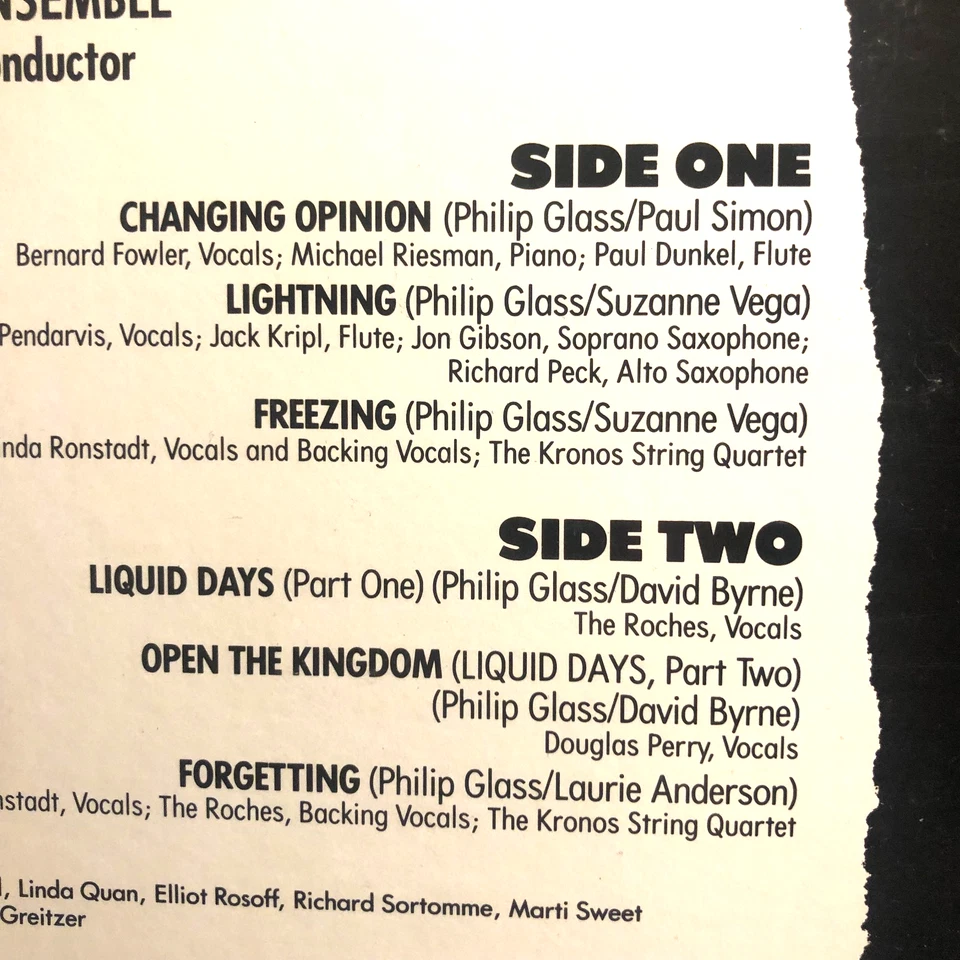 ENSEMBLE
onductor
SIDE ONE
CHANGING OPINION (Philip Glass/Paul Simon)
Bernard Fowler, Vocals; Michael Riesman, Piano; Paul Dunkel, Flute
LIGHTNING (Philip Glass/Suzanne Vega)
Pendarvis, Vocals; Jack Kripl, Flute; Jon Gibson, Soprano Saxophone;
Richard Peck, Alto Saxophone
FREEZING (Philip Glass/Suzanne Vega)
nda Ronstadt, Vocals and Backing Vocals; The Kronos String Quartet
SIDE TWO
LIQUID DAYS (Part One) (Philip Glass/David Byrne)
The Roches, Vocals
OPEN THE KINGDOM (LIQUID DAYS, Part Two)
(Philip Glass/David Byrne)
Douglas Perry, Vocals
FORGETTING (Philip Glass/Laurie Anderson)
nstadt, Vocals; The Roches, Backing Vocals; The Kronos String Quartet
, Linda Quan, Elliot Rosoff, Richard Sortomme, Marti Sweet
Greitzer